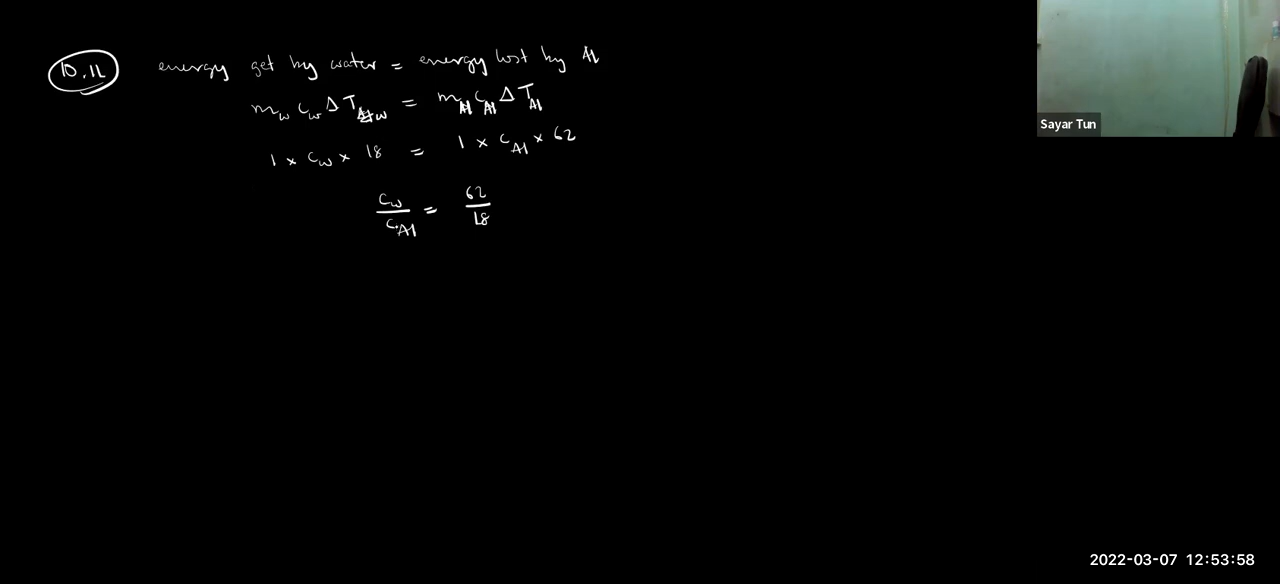 10.11 energy get by water = energy lost by Al
m_w c_w ΔT_w = m_Al c_Al ΔT_Al
1 × c_w × 18 = 1 × c_Al × 62
c_w / c_Al = 62 / 18
Sayar Tun
2022-03-07 12:53:58